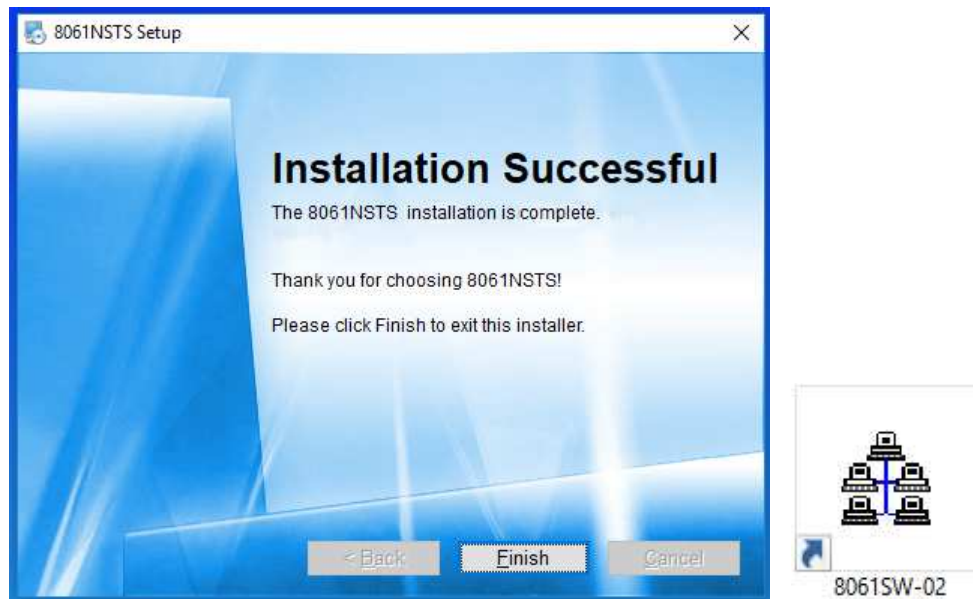 8061NSTS Setup
Installation Successful
The 8061NSTS installation is complete.
Thank you for choosing 8061NSTS!
Please click Finish to exit this installer.
< Back
Finish
Cancel
8061SW-02